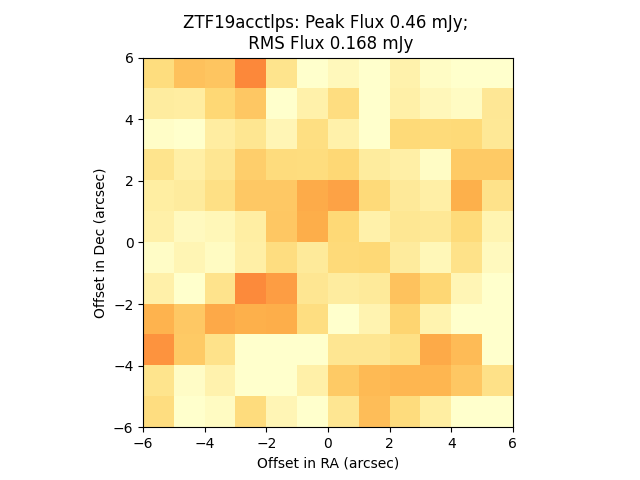 ZTF19acctlps: Peak Flux 0.46 mJy;
RMS Flux 0.168 mJy
6
4
2
0
−2
−4
−6
Offset in Dec (arcsec)
−6 −4 −2 0 2 4 6
Offset in RA (arcsec)